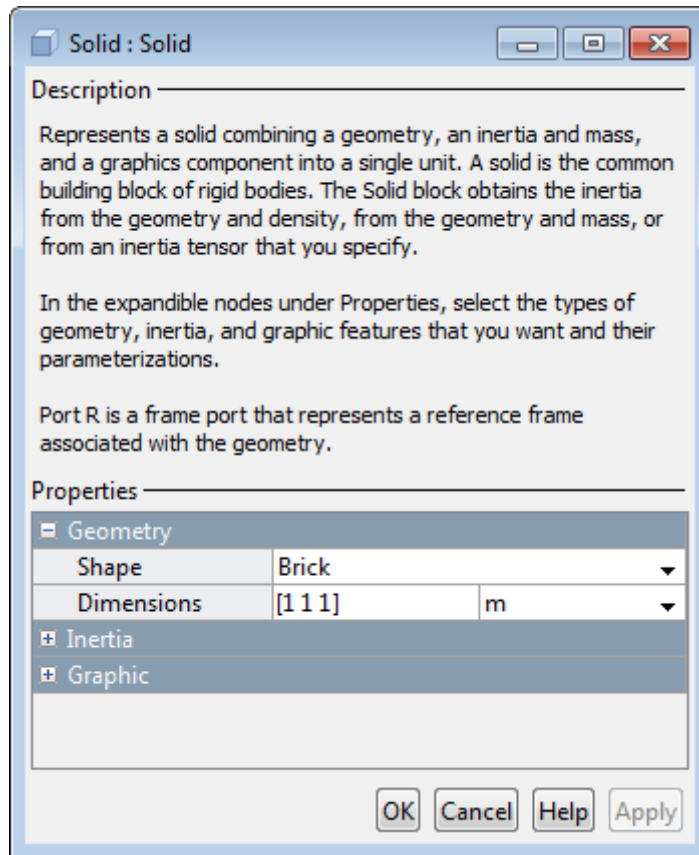 Solid : Solid
Description
Represents a solid combining a geometry, an inertia and mass,
and a graphics component into a single unit. A solid is the common
building block of rigid bodies. The Solid block obtains the inertia
from the geometry and density, from the geometry and mass, or
from an inertia tensor that you specify.
In the expandible nodes under Properties, select the types of
geometry, inertia, and graphic features that you want and their
parameterizations.
Port R is a frame port that represents a reference frame
associated with the geometry.
Properties
Geometry
Shape Brick
Dimensions [1 1 1] m
Inertia
Graphic
OK Cancel Help Apply